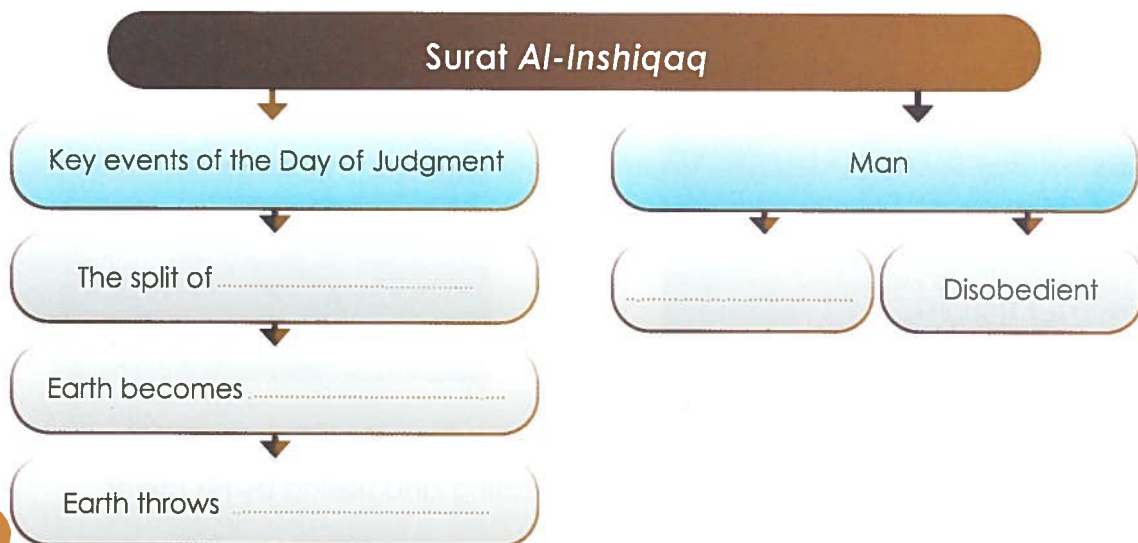 Surat Al-Inshiqaq
Key events of the Day of Judgment
Man
The split of ........................................
Earth becomes ........................................
Earth throws ........................................
........................................
Disobedient